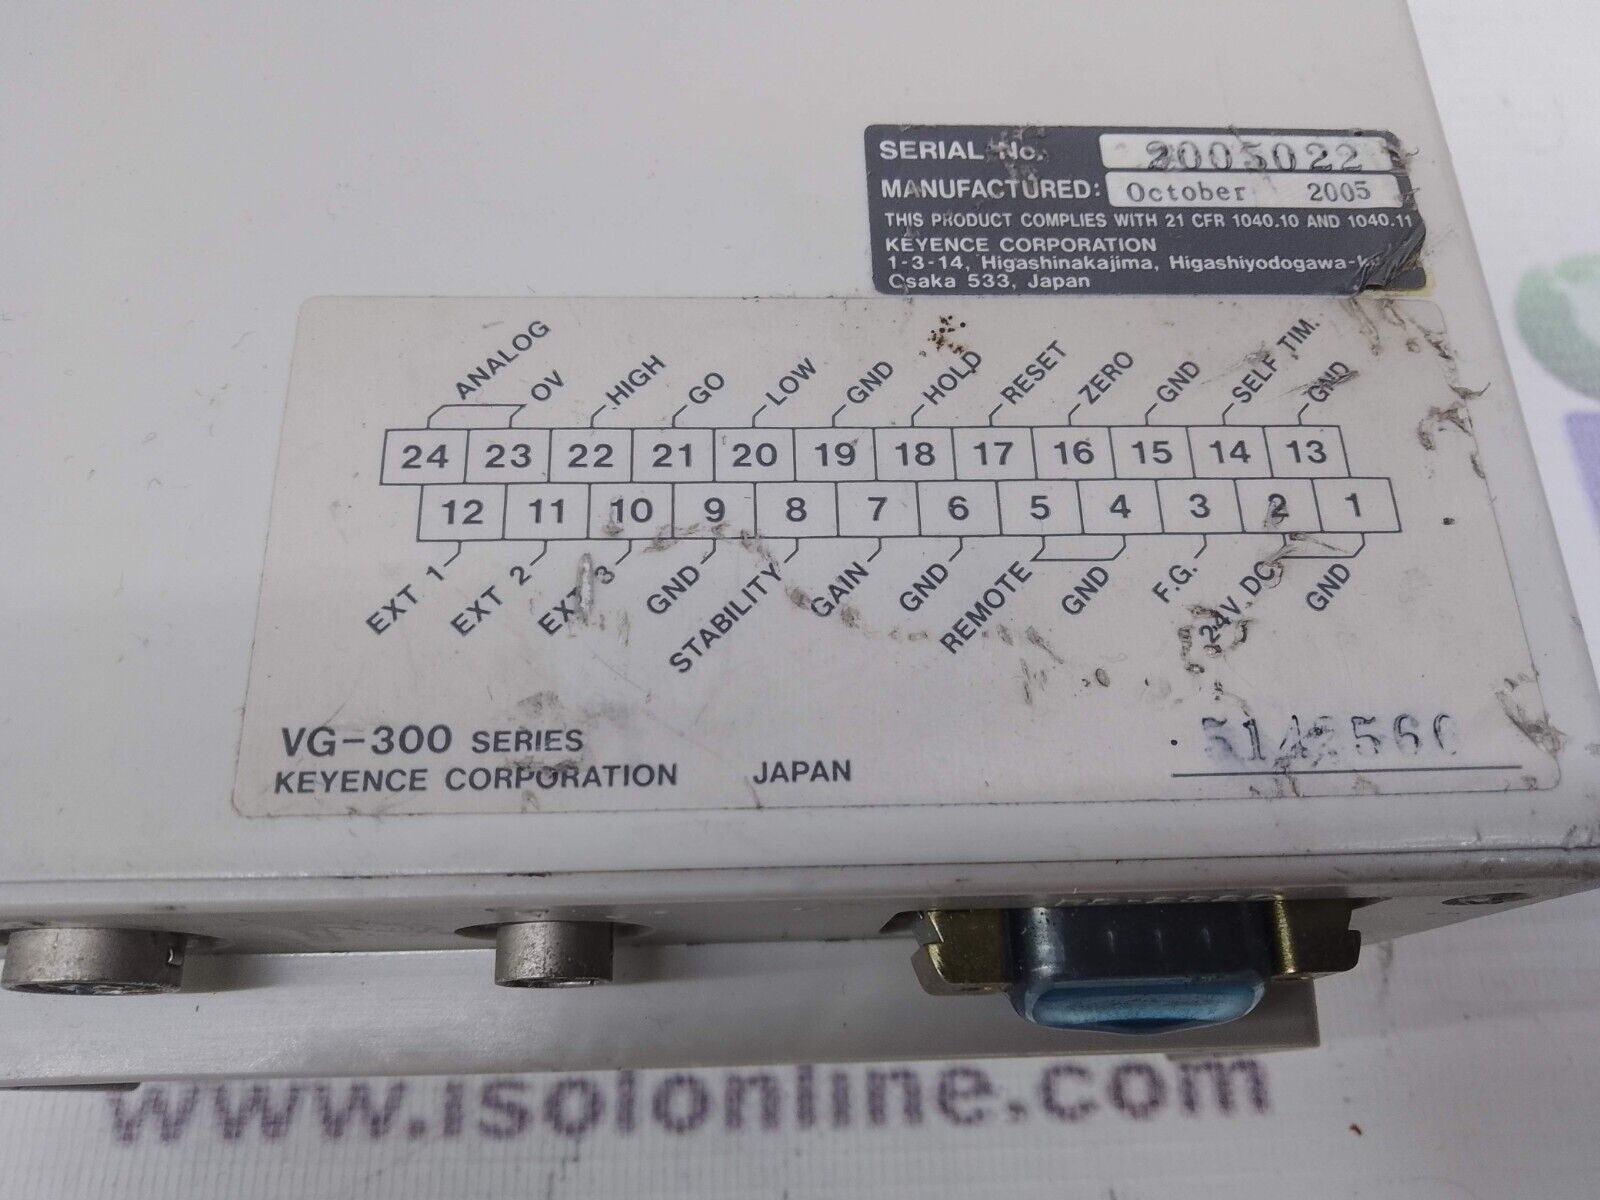 SERIAL No. 2005022
MANUFACTURED: October 2005
THIS PRODUCT COMPLIES WITH 21 CFR 1040.10 AND 1040.11
KEYENCE CORPORATION
1-3-14, Higashinakajima, Higashiyodogawa-
Osaka 533, Japan
ANALOG 0V HIGH GO LOW GND HOLD RESET ZERO GND SELF TIM. GND
24 23 22 21 20 19 18 17 16 15 14 13
12 11 10 9 8 7 6 5 4 3 2 1
EXT 1 EXT 2 EXT 3 GND STABILITY GAIN GND REMOTE GND F.G. 24V DC GND
VG-300 SERIES
KEYENCE CORPORATION JAPAN
www.isolonline.com